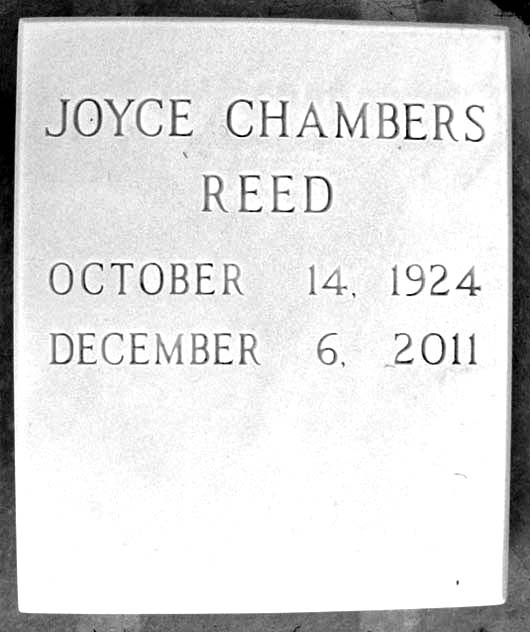 JOYCE CHAMBERS
REED
OCTOBER 14, 1924
DECEMBER 6, 2011